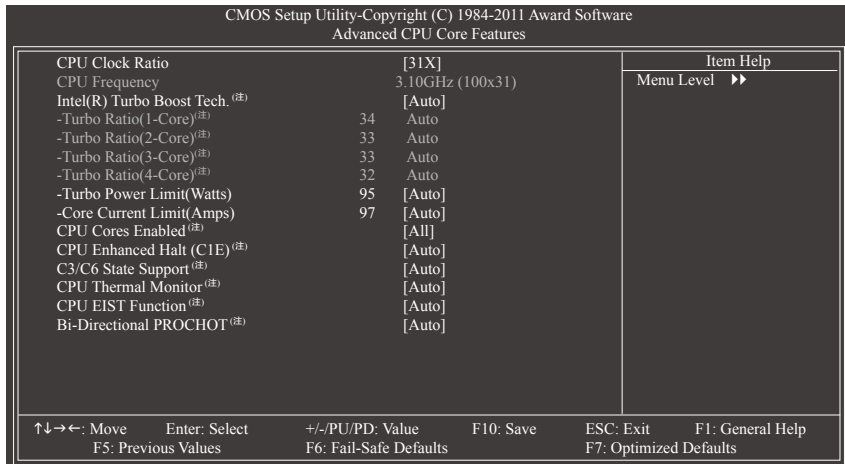 CMOS Setup Utility-Copyright (C) 1984-2011 Award Software
Advanced CPU Core Features
CPU Clock Ratio [31X]
CPU Frequency 3.10GHz (100x31)
Intel(R) Turbo Boost Tech. (注) [Auto]
-Turbo Ratio(1-Core)(注) 34 Auto
-Turbo Ratio(2-Core)(注) 33 Auto
-Turbo Ratio(3-Core)(注) 33 Auto
-Turbo Ratio(4-Core)(注) 32 Auto
-Turbo Power Limit(Watts) 95 [Auto]
-Core Current Limit(Amps) 97 [Auto]
CPU Cores Enabled (注) [All]
CPU Enhanced Halt (C1E) (注) [Auto]
C3/C6 State Support (注) [Auto]
CPU Thermal Monitor (注) [Auto]
CPU EIST Function (注) [Auto]
Bi-Directional PROCHOT (注) [Auto]
Item Help
Menu Level ▶▶
↑↓→←: Move Enter: Select +/-/PU/PD: Value F10: Save ESC: Exit F1: General Help
F5: Previous Values F6: Fail-Safe Defaults F7: Optimized Defaults